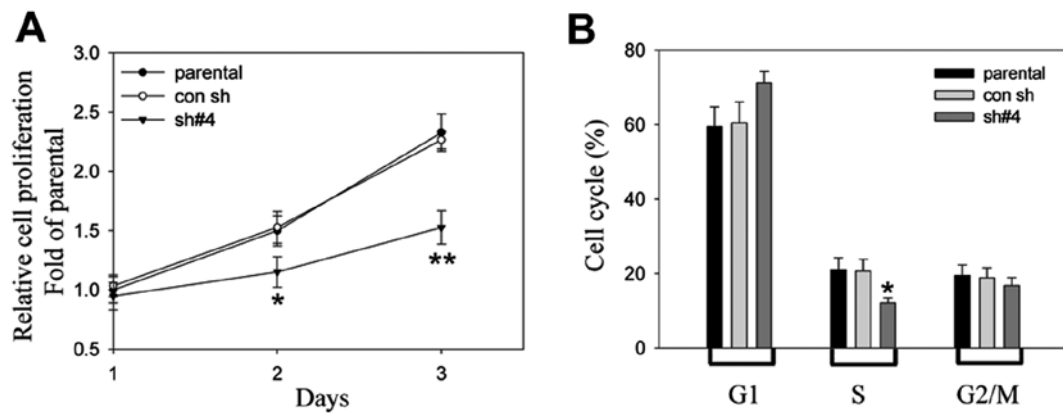 A
Relative cell proliferation
Fold of parental
3.0
2.5
2.0
1.5
1.0
0.5
parental
con sh
sh#4
*
**
1 2 3
Days
B
Cell cycle (%)
80
60
40
20
0
parental
con sh
sh#4
*
G1 S G2/M